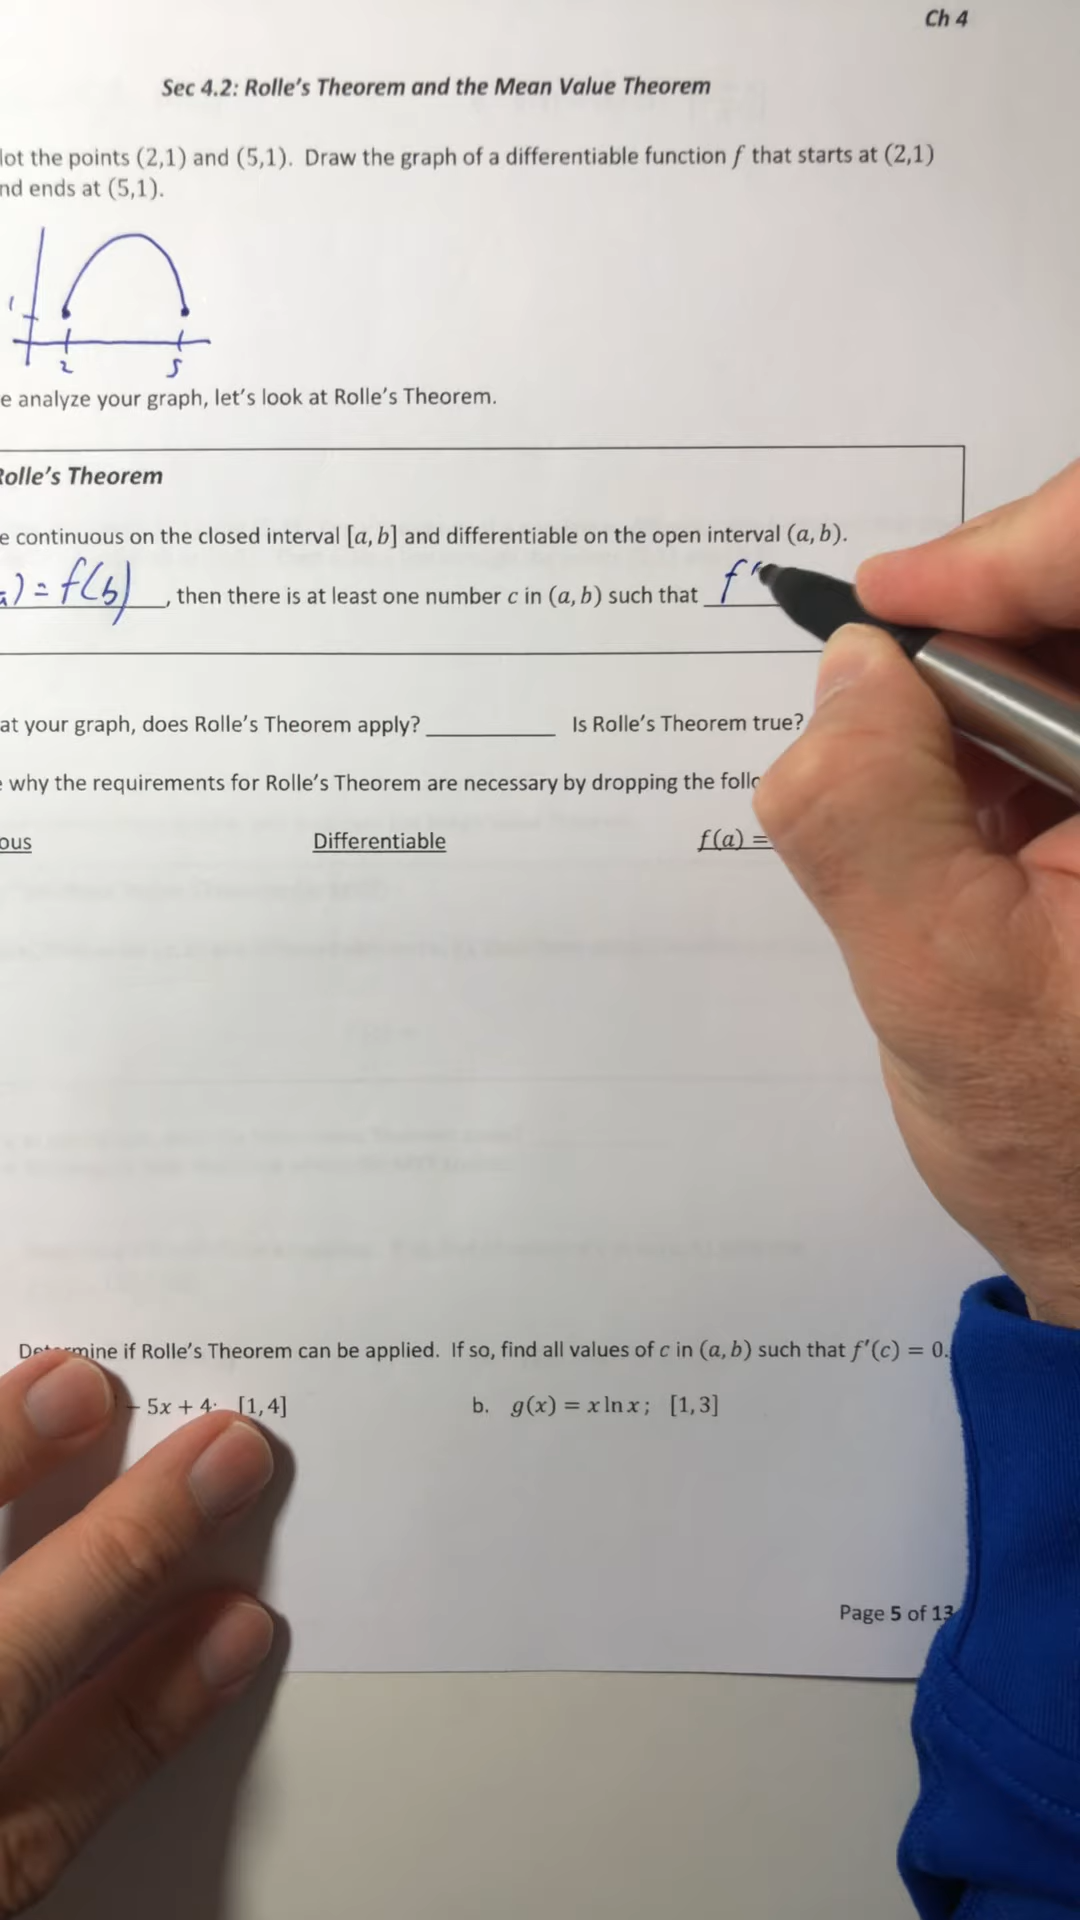 Ch 4
Sec 4.2: Rolle's Theorem and the Mean Value Theorem
lot the points (2,1) and (5,1). Draw the graph of a differentiable function f that starts at (2,1)
nd ends at (5,1).
1
2 5
e analyze your graph, let's look at Rolle's Theorem.
Rolle's Theorem
e continuous on the closed interval [a, b] and differentiable on the open interval (a, b).
a) = f(b) , then there is at least one number c in (a, b) such that f'
at your graph, does Rolle's Theorem apply? Is Rolle's Theorem true?
why the requirements for Rolle's Theorem are necessary by dropping the follo
ous Differentiable f(a) =
Determine if Rolle's Theorem can be applied. If so, find all values of c in (a, b) such that f'(c) = 0.
− 5x + 4; [1,4] b. g(x) = x ln x; [1,3]
Page 5 of 13